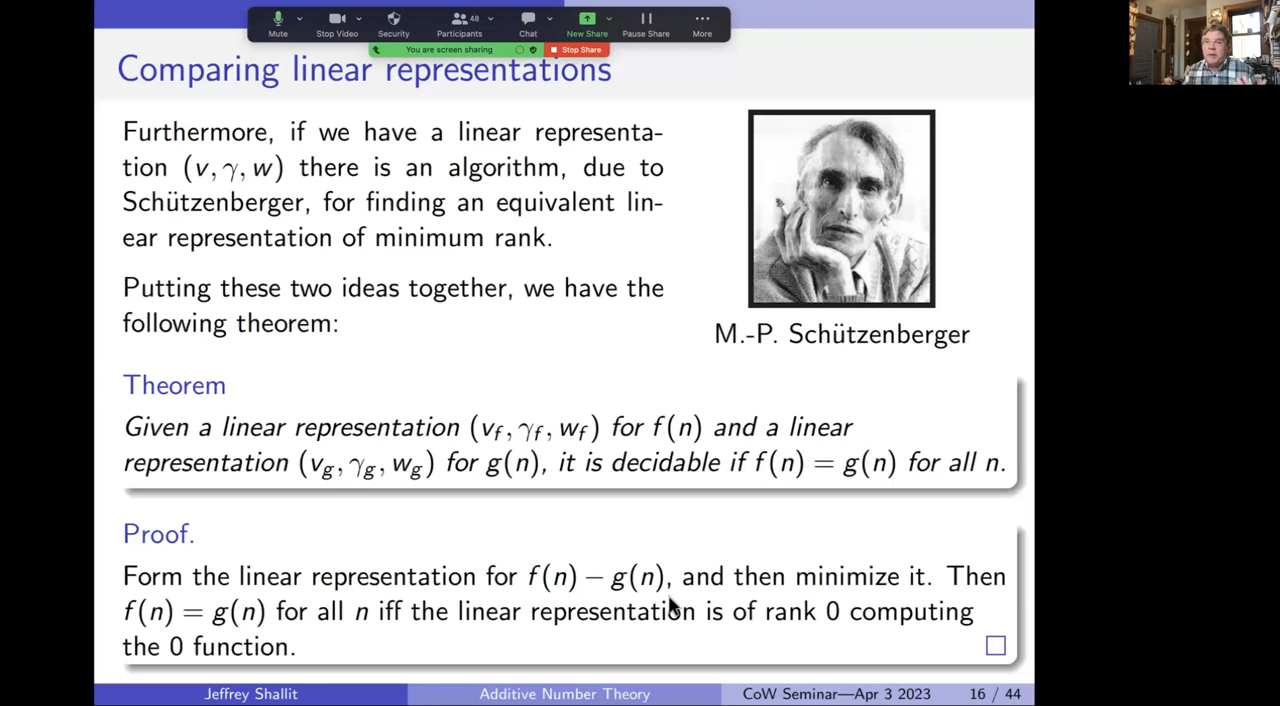 Mute
Stop Video
Security
Participants
48
Chat
New Share
Pause Share
More
You are screen sharing
Stop Share
Comparing linear representations
Furthermore, if we have a linear representa-
tion (v, γ, w) there is an algorithm, due to
Schützenberger, for finding an equivalent lin-
ear representation of minimum rank.
Putting these two ideas together, we have the
following theorem:
M.-P. Schützenberger
Theorem
Given a linear representation (v_f, γ_f, w_f) for f(n) and a linear
representation (v_g, γ_g, w_g) for g(n), it is decidable if f(n) = g(n) for all n.
Proof.
Form the linear representation for f(n) − g(n), and then minimize it. Then
f(n) = g(n) for all n iff the linear representation is of rank 0 computing
the 0 function.
□
Jeffrey Shallit
Additive Number Theory
CoW Seminar—Apr 3 2023
16 / 44